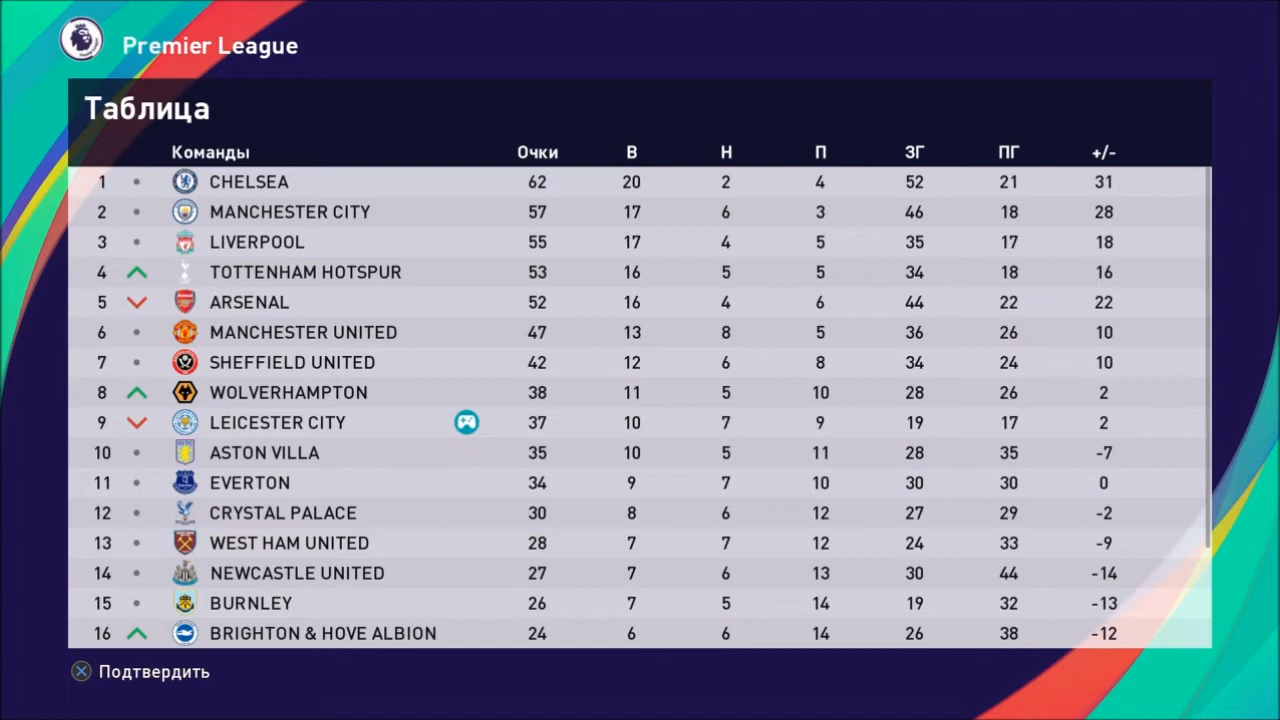 Premier League
Таблица
Команды Очки В Н П ЗГ ПГ +/-
1 CHELSEA 62 20 2 4 52 21 31
2 MANCHESTER CITY 57 17 6 3 46 18 28
3 LIVERPOOL 55 17 4 5 35 17 18
4 TOTTENHAM HOTSPUR 53 16 5 5 34 18 16
5 ARSENAL 52 16 4 6 44 22 22
6 MANCHESTER UNITED 47 13 8 5 36 26 10
7 SHEFFIELD UNITED 42 12 6 8 34 24 10
8 WOLVERHAMPTON 38 11 5 10 28 26 2
9 LEICESTER CITY 37 10 7 9 19 17 2
10 ASTON VILLA 35 10 5 11 28 35 -7
11 EVERTON 34 9 7 10 30 30 0
12 CRYSTAL PALACE 30 8 6 12 27 29 -2
13 WEST HAM UNITED 28 7 7 12 24 33 -9
14 NEWCASTLE UNITED 27 7 6 13 30 44 -14
15 BURNLEY 26 7 5 14 19 32 -13
16 BRIGHTON & HOVE ALBION 24 6 6 14 26 38 -12
Подтвердить